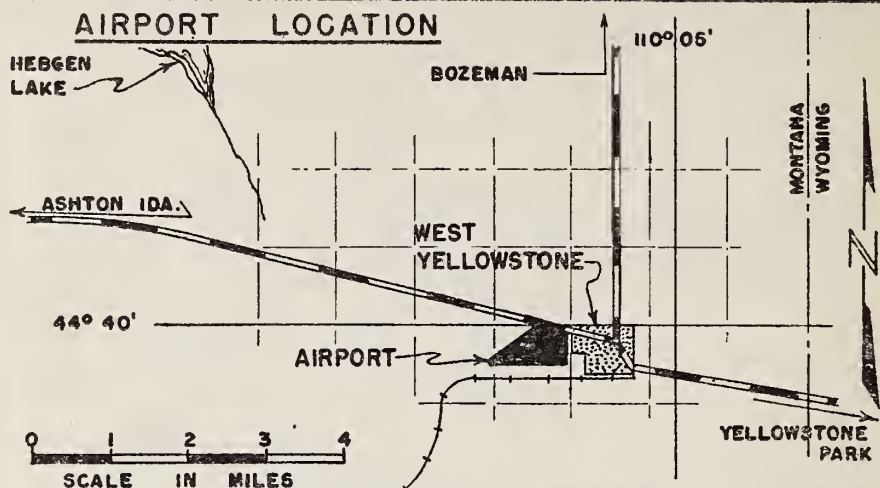 AIRPORT LOCATION
HEBGEN
LAKE
BOZEMAN
110° 05'
MONTANA
WYOMING
ASHTON IDA.
WEST
YELLOWSTONE
N
44° 40'
AIRPORT
YELLOWSTONE
PARK
0 1 2 3 4
SCALE IN MILES